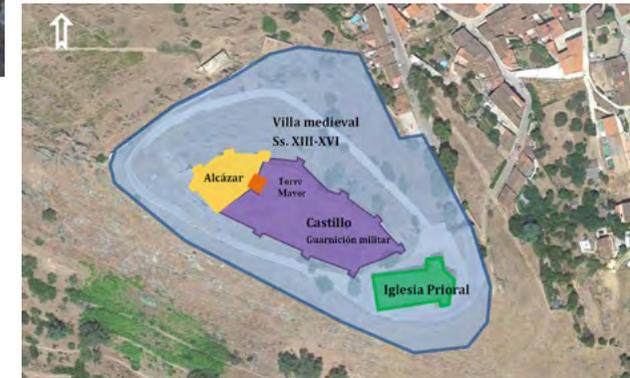 Villa medieval
Ss. XIII-XVI
Alcázar
Torre
Mayor
Castillo
Guarnición militar
Iglesia Prioral